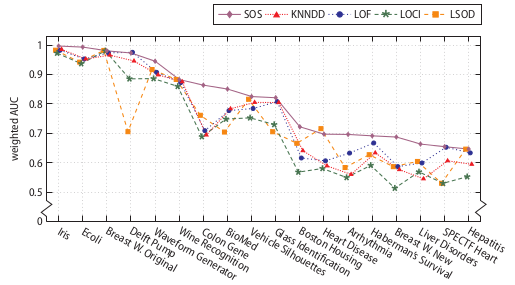 SOS KNNDD LOF LOCI LSOD
1
0.9
0.8
0.7
0.6
0.5
0
weighted AUC
Iris
Ecoli
Breast W. Original
Delft Pump
Waveform Generator
Wine Recognition
Colon Gene
BioMed
Vehicle Silhouettes
Glass Identification
Boston Housing
Heart Disease
Arrhythmia
Haberman's Survival
Breast W. New
Liver Disorders
SPECTF Heart
Hepatitis